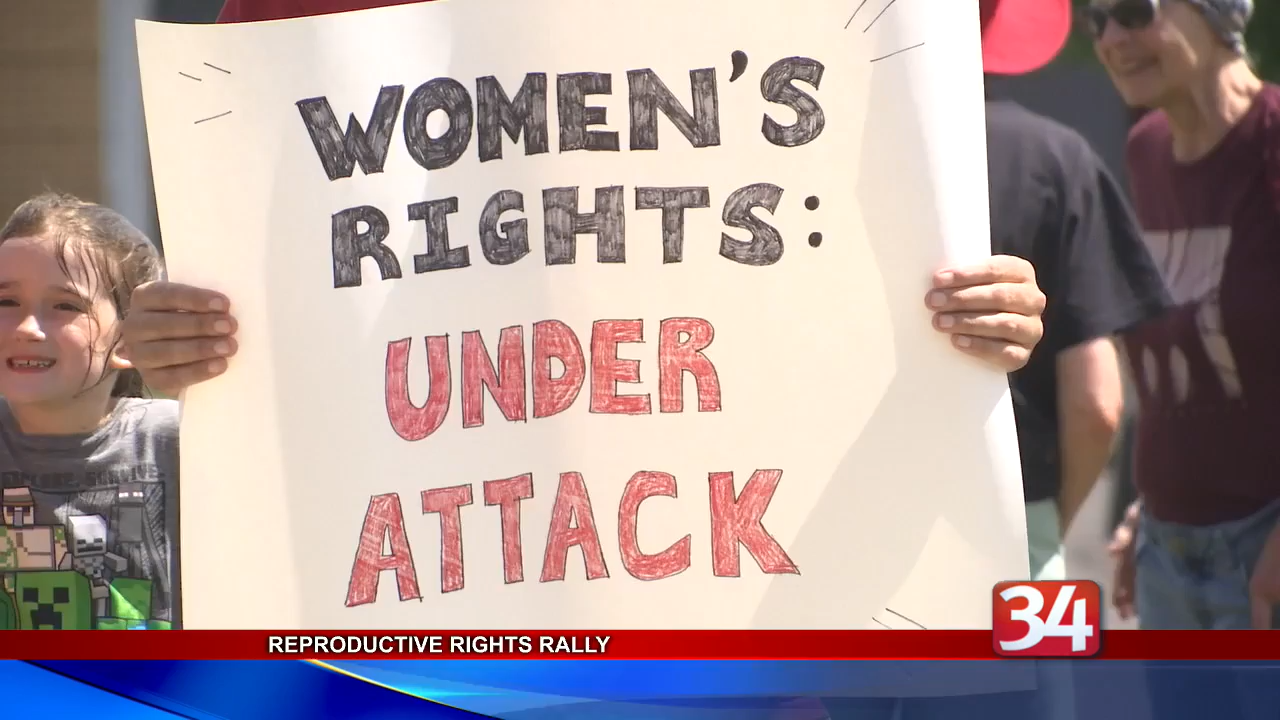 WOMEN'S
RIGHTS:
UNDER
ATTACK
34
REPRODUCTIVE RIGHTS RALLY